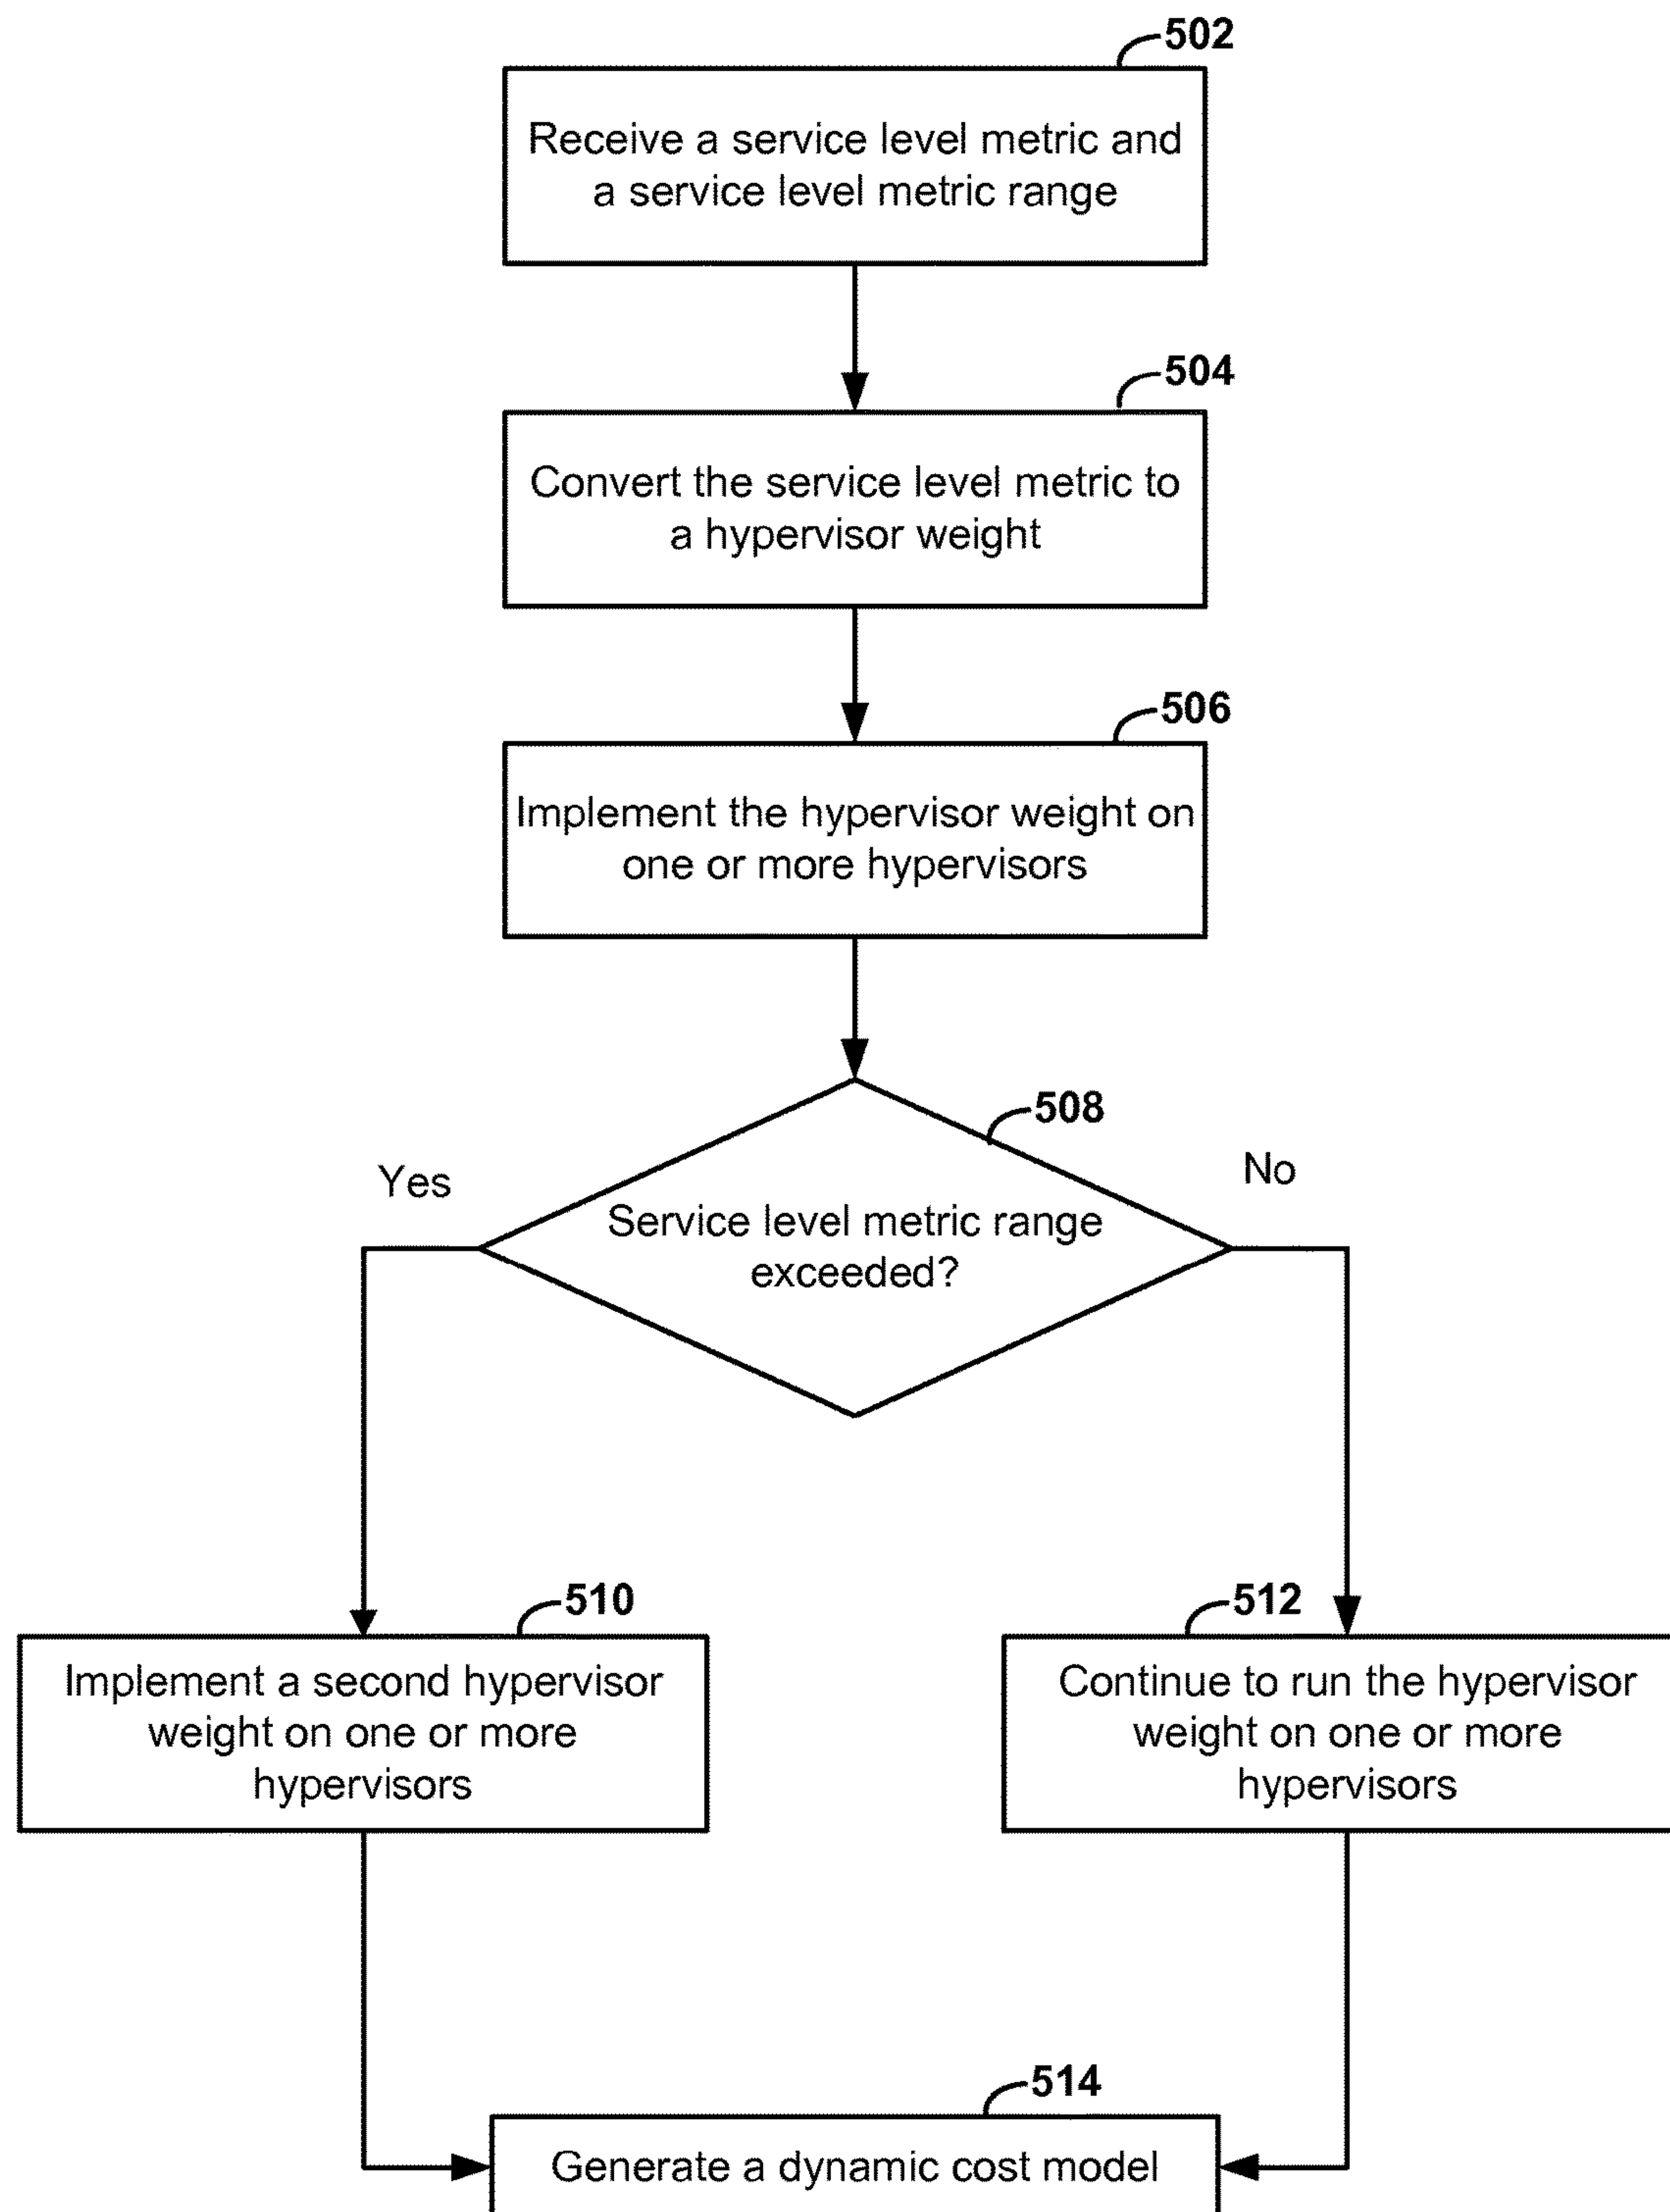 502
Receive a service level metric and
a service level metric range
504
Convert the service level metric to
a hypervisor weight
506
Implement the hypervisor weight on
one or more hypervisors
508
Yes
No
Service level metric range
exceeded?
510
Implement a second hypervisor
weight on one or more
hypervisors
512
Continue to run the hypervisor
weight on one or more
hypervisors
514
Generate a dynamic cost model